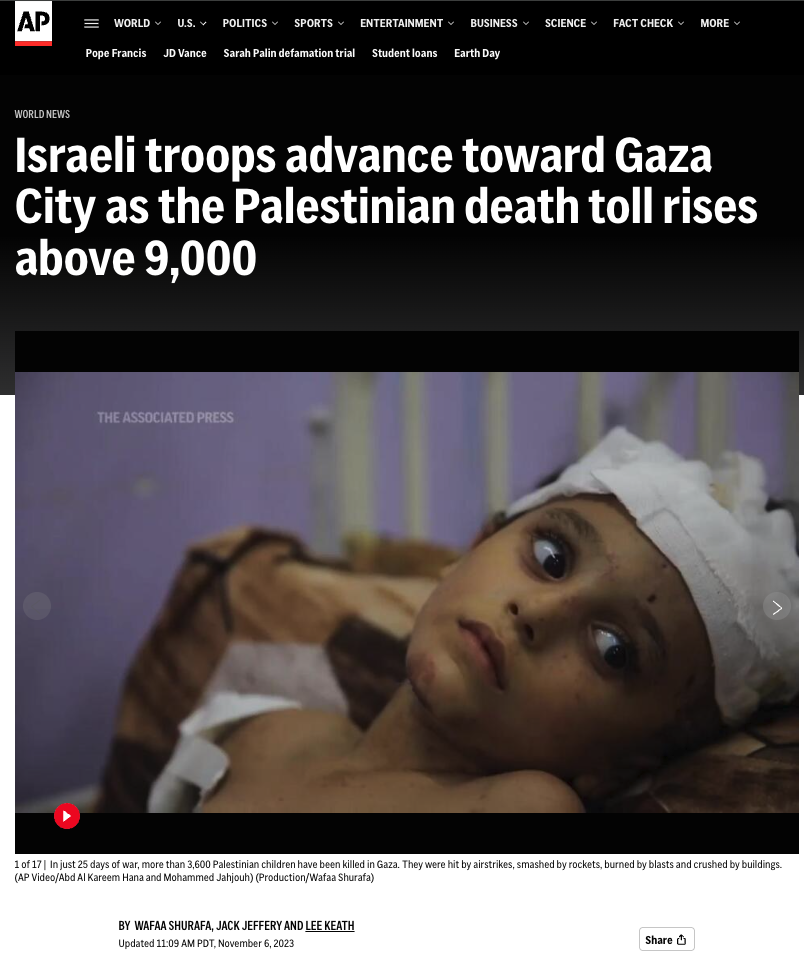 AP
WORLD U.S. POLITICS SPORTS ENTERTAINMENT BUSINESS SCIENCE FACT CHECK MORE
Pope Francis JD Vance Sarah Palin defamation trial Student loans Earth Day
WORLD NEWS
Israeli troops advance toward Gaza
City as the Palestinian death toll rises
above 9,000
THE ASSOCIATED PRESS
1 of 17 | In just 25 days of war, more than 3,600 Palestinian children have been killed in Gaza. They were hit by airstrikes, smashed by rockets, burned by blasts and crushed by buildings.
(AP Video/Abd Al Kareem Hana and Mohammed Jahjouh) (Production/Wafaa Shurafa)
BY WAFAA SHURAFA, JACK JEFFERY AND LEE KEATH
Updated 11:09 AM PDT, November 6, 2023
Share